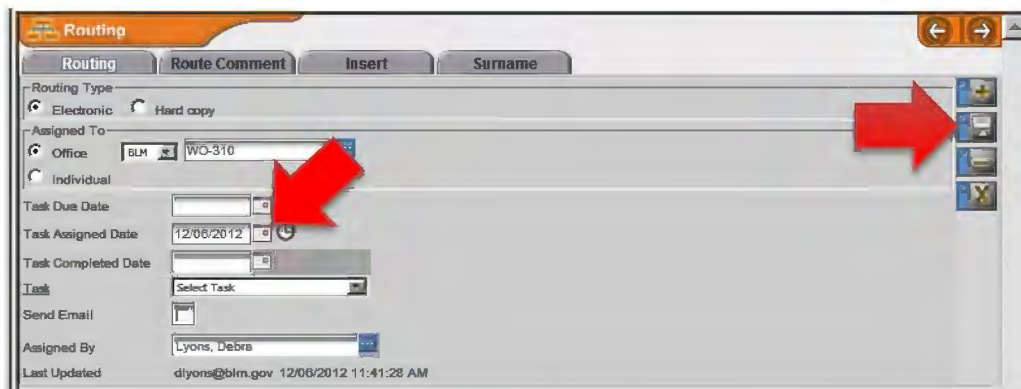 Routing
Routing Route Comment Insert Surname
Routing Type
Electronic Hard copy
Assigned To
Office BLM WO-310
Individual
Task Due Date
Task Assigned Date 12/06/2012
Task Completed Date
Task Select Task
Send Email
Assigned By Lyons, Debra
Last Updated dlyons@blm.gov 12/06/2012 11:41:28 AM